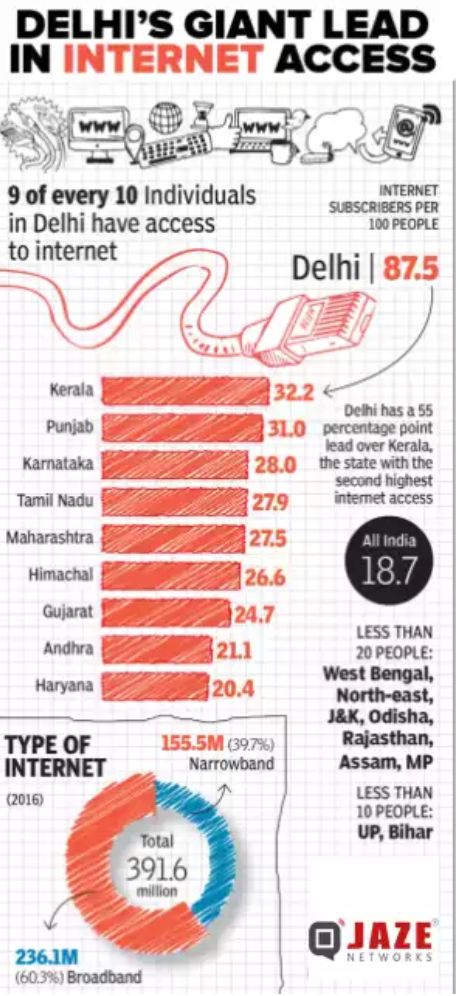 DELHI'S GIANT LEAD
IN INTERNET ACCESS
WWW
WWW
@
WWW
9 of every 10 Individuals
in Delhi have access
to internet
INTERNET
SUBSCRIBERS PER
100 PEOPLE
Delhi | 87.5
Kerala 32.2
Punjab 31.0
Karnataka 28.0
Tamil Nadu 27.9
Maharashtra 27.5
Himachal 26.6
Gujarat 24.7
Andhra 21.1
Haryana 20.4
Delhi has a 55
percentage point
lead over Kerala,
the state with the
second highest
internet access
All India
18.7
LESS THAN
20 PEOPLE:
West Bengal,
North-east,
J&K, Odisha,
Rajasthan,
Assam, MP
LESS THAN
10 PEOPLE:
UP, Bihar
TYPE OF
INTERNET
(2016)
155.5M (39.7%)
Narrowband
Total
391.6
million
236.1M
(60.3%) Broadband
JAZE®
NETWORKS